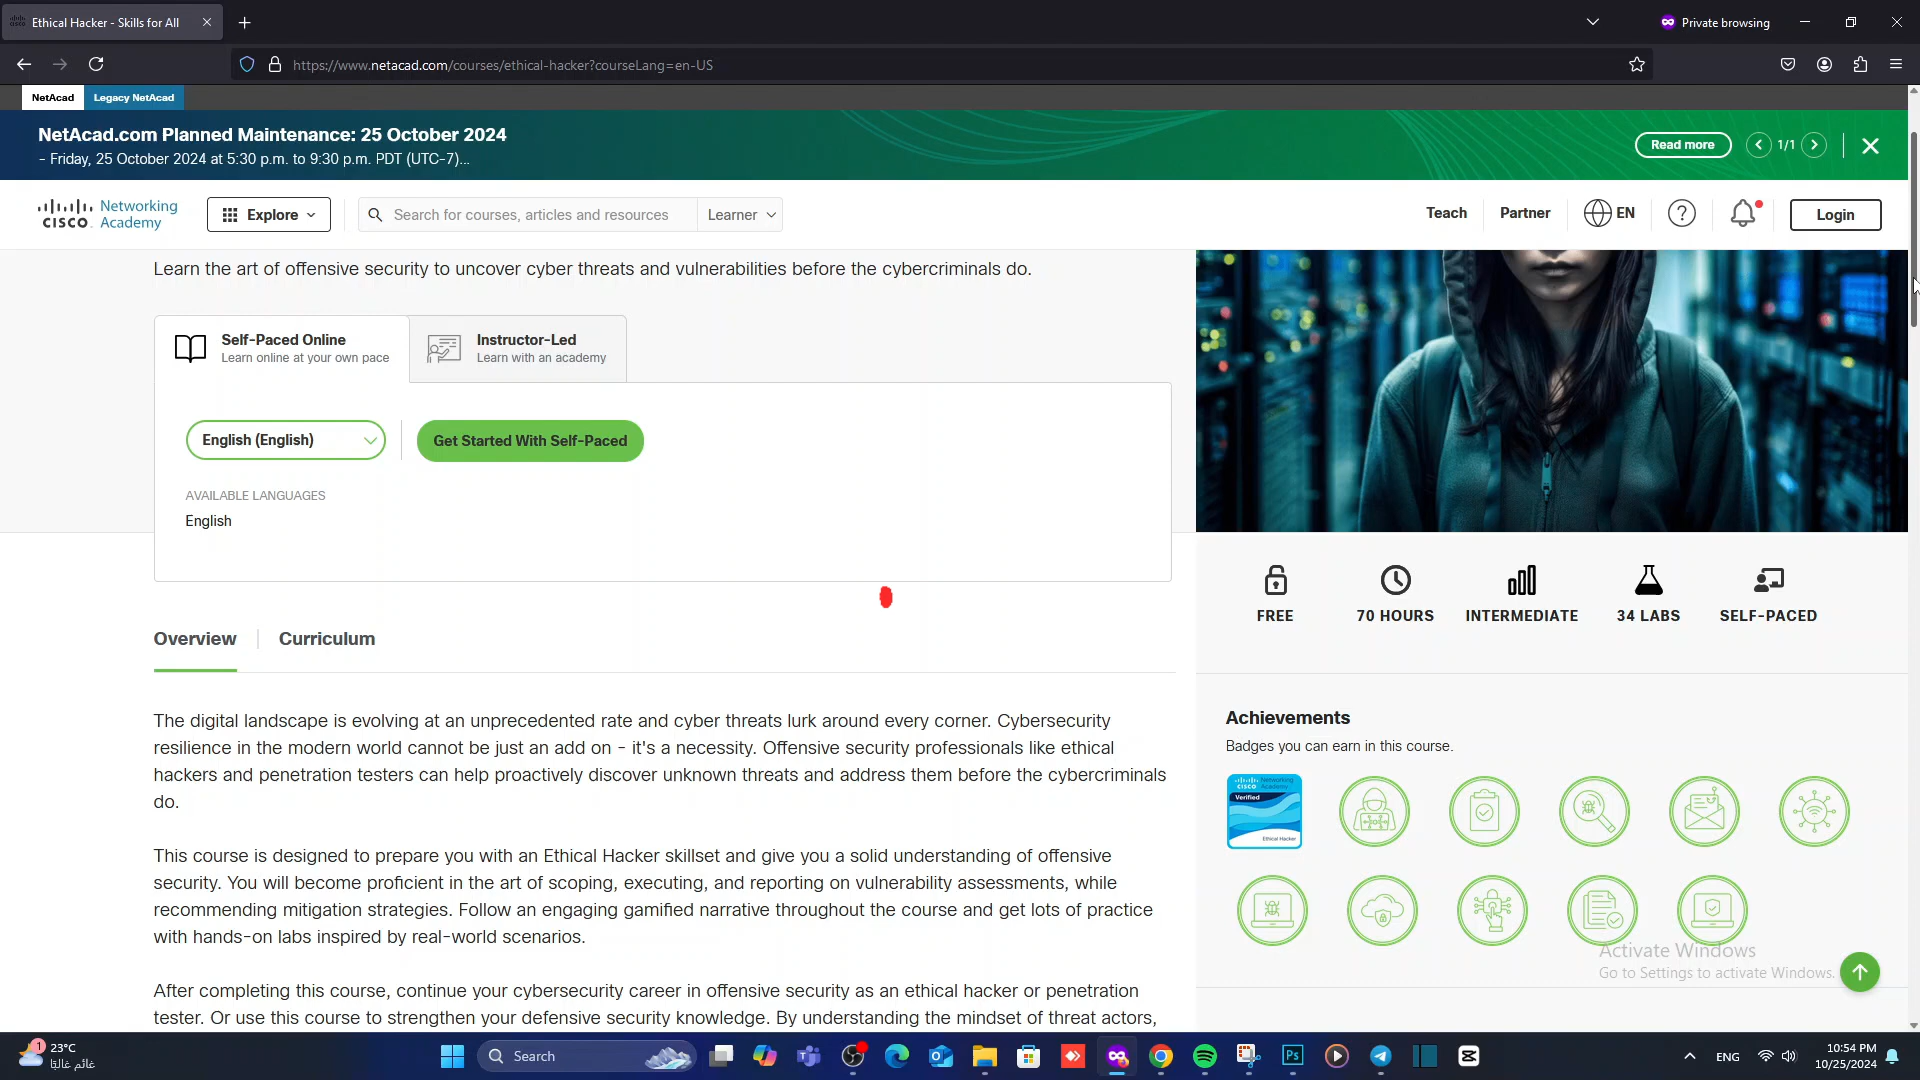 Ethical Hacker - Skills for All
Private browsing
https://www.netacad.com/courses/ethical-hacker?courseLang=en-US
NetAcad
Legacy NetAcad
NetAcad.com Planned Maintenance: 25 October 2024
- Friday, 25 October 2024 at 5:30 p.m. to 9:30 p.m. PDT (UTC-7)...
Read more
1/1
CISCO Networking Academy
Explore
Search for courses, articles and resources
Learner
Teach
Partner
EN
Login
Learn the art of offensive security to uncover cyber threats and vulnerabilities before the cybercriminals do.
Self-Paced Online
Learn online at your own pace
Instructor-Led
Learn with an academy
English (English)
Get Started With Self-Paced
AVAILABLE LANGUAGES
English
FREE
70 HOURS
INTERMEDIATE
34 LABS
SELF-PACED
Overview
Curriculum
The digital landscape is evolving at an unprecedented rate and cyber threats lurk around every corner. Cybersecurity
resilience in the modern world cannot be just an add on - it's a necessity. Offensive security professionals like ethical
hackers and penetration testers can help proactively discover unknown threats and address them before the cybercriminals
do.
This course is designed to prepare you with an Ethical Hacker skillset and give you a solid understanding of offensive
security. You will become proficient in the art of scoping, executing, and reporting on vulnerability assessments, while
recommending mitigation strategies. Follow an engaging gamified narrative throughout the course and get lots of practice
with hands-on labs inspired by real-world scenarios.
After completing this course, continue your cybersecurity career in offensive security as an ethical hacker or penetration
tester. Or use this course to strengthen your defensive security knowledge. By understanding the mindset of threat actors,
Achievements
Badges you can earn in this course.
CISCO Networking Academy
Verified
Ethical Hacker
Activate Windows
Go to Settings to activate Windows.
1
23°C
غائم غالبًا
Search
Ps
ENG
10:54 PM
10/25/2024